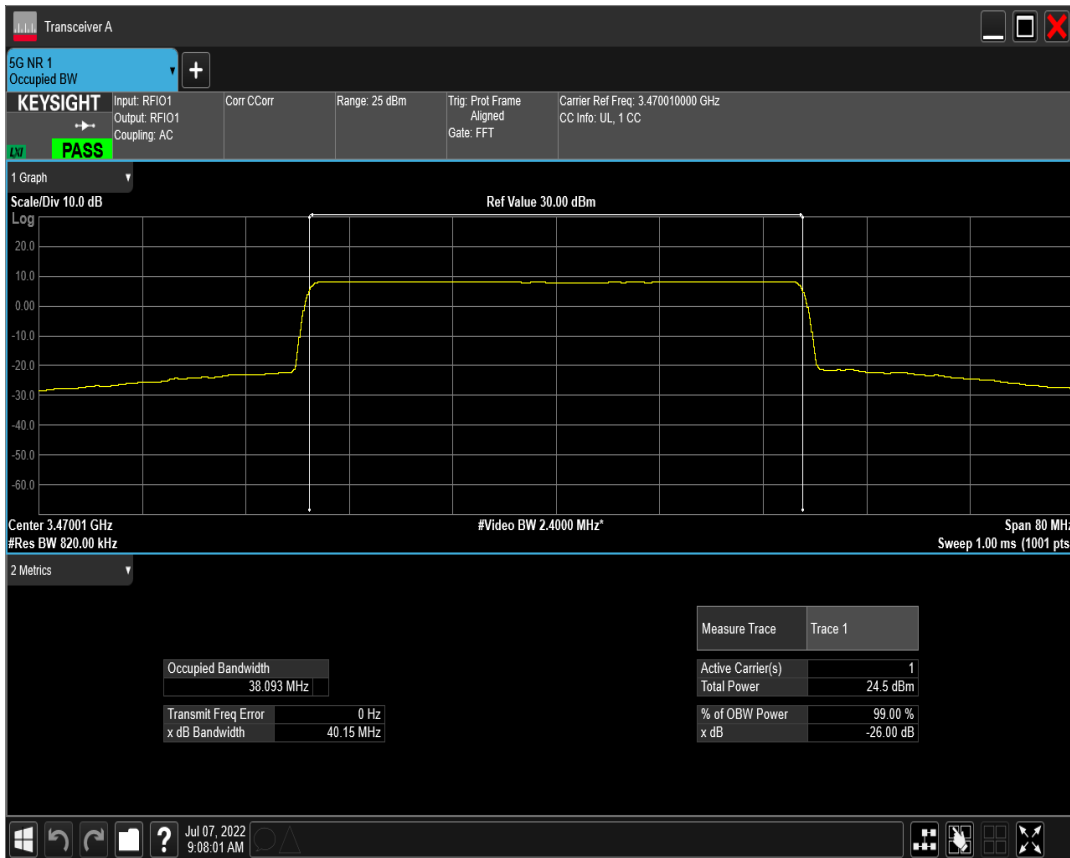 Transceiver A
5G NR 1
Occupied BW
+
KEYSIGHT
LXI
PASS
Input: RFIO1
Output: RFIO1
Coupling: AC
Corr CCorr
Range: 25 dBm
Trig: Prot Frame
Aligned
Gate: FFT
Carrier Ref Freq: 3.470010000 GHz
CC Info: UL, 1 CC
1 Graph
Scale/Div 10.0 dB
Ref Value 30.00 dBm
Log
20.0
10.0
0.00
-10.0
-20.0
-30.0
-40.0
-50.0
-60.0
Center 3.47001 GHz
#Video BW 2.4000 MHz*
Span 80 MHz
#Res BW 820.00 kHz
Sweep 1.00 ms (1001 pts
2 Metrics
Measure Trace Trace 1
Occupied Bandwidth
38.093 MHz
Active Carrier(s) 1
Total Power 24.5 dBm
Transmit Freq Error 0 Hz
x dB Bandwidth 40.15 MHz
% of OBW Power 99.00 %
x dB -26.00 dB
?
Jul 07, 2022
9:08:01 AM